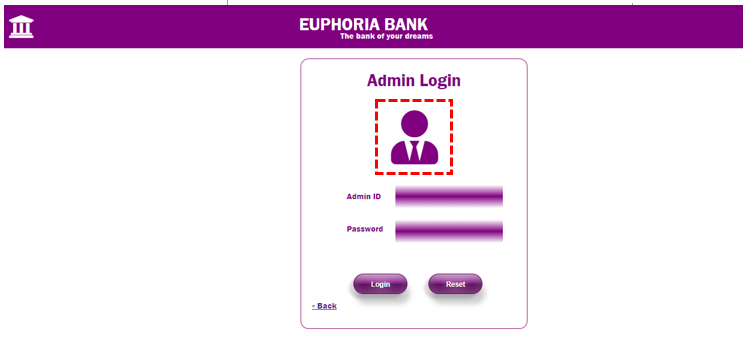 EUPHORIA BANK
The bank of your dreams
Admin Login
Admin ID
Password
Login Reset
- Back